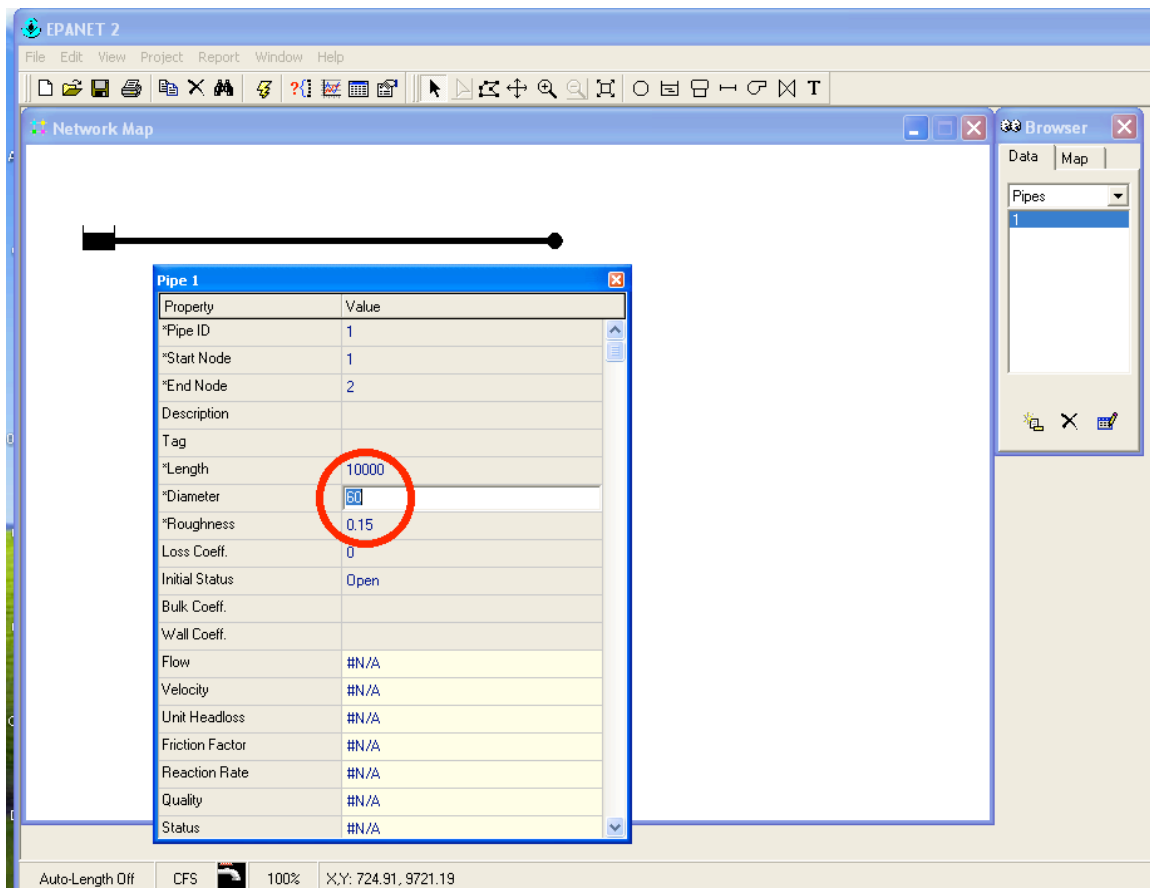 EPANET 2
File Edit View Project Report Window Help
T
Network Map
Browser
Data Map
Pipes
1
Pipe 1
Property Value
*Pipe ID 1
*Start Node 1
*End Node 2
Description
Tag
*Length 10000
*Diameter 60
*Roughness 0.15
Loss Coeff. 0
Initial Status Open
Bulk Coeff.
Wall Coeff.
Flow #N/A
Velocity #N/A
Unit Headloss #N/A
Friction Factor #N/A
Reaction Rate #N/A
Quality #N/A
Status #N/A
Auto-Length Off CFS 100% X,Y: 724.91, 9721.19